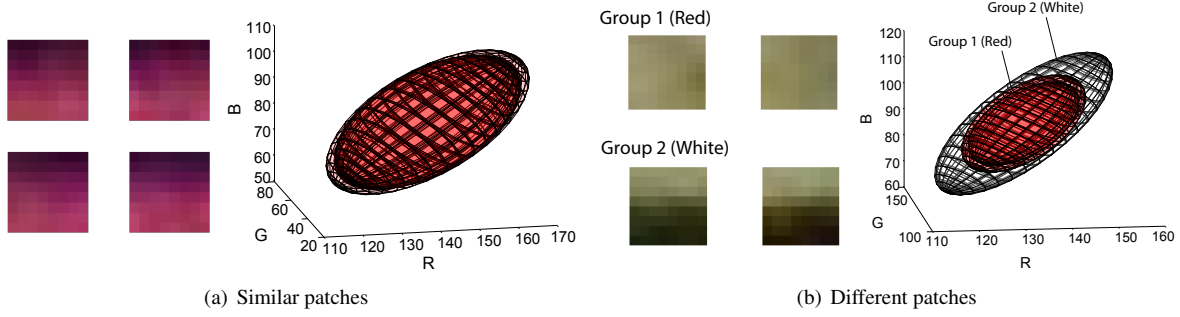 110
100
90
80
70
60
50
B
80
60
40
20
G
110 120 130 140 150 160 170
R
(a) Similar patches
Group 1 (Red)
Group 2 (White)
Group 2 (White)
Group 1 (Red)
120
110
100
90
80
70
60
B
150
100
G
110 120 130 140 150 160
R
(b) Different patches